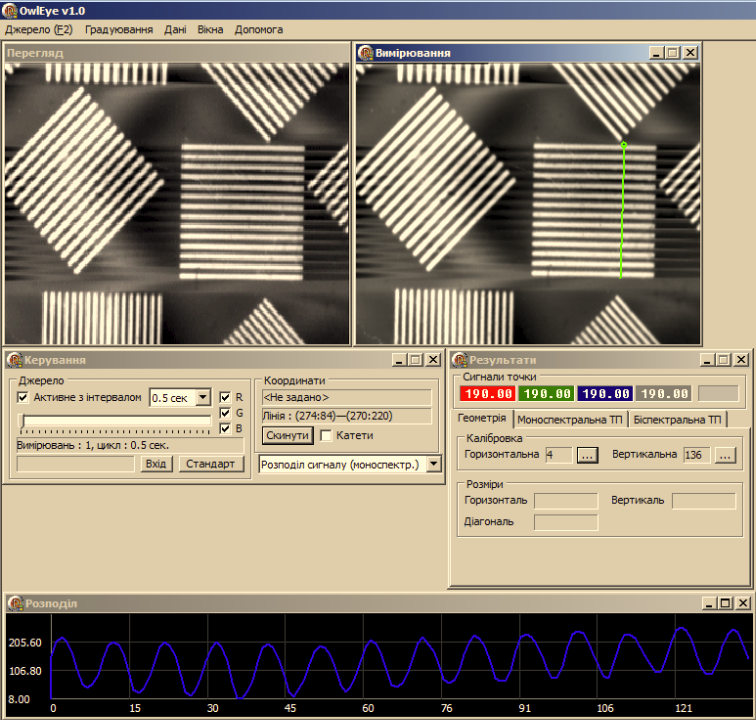 OwlEye v1.0
Джерело (F2) Градуювання Дані Вікна Допомога
Перегляд
Вимірювання
Керування
Джерело
Активне з інтервалом 0.5 сек
R
G
B
Вимірювань : 1, цикл : 0.5 сек.
Вхід Стандарт
Координати
<Не задано>
Лінія : (274:84)—(270:220)
Скинути Катети
Розподіл сигналу (моноспектр.)
Результати
Сигнали точки
190.00 190.00 190.00 190.00
Геометрія Моноспектральна ТП Біспектральна ТП
Калібровка
Горизонтальна 4 ... Вертикальна 136 ...
Розміри
Горизонталь Вертикаль
Діагональ
Розподіл
205.60
106.80
8.00
0 15 30 45 60 76 91 106 121